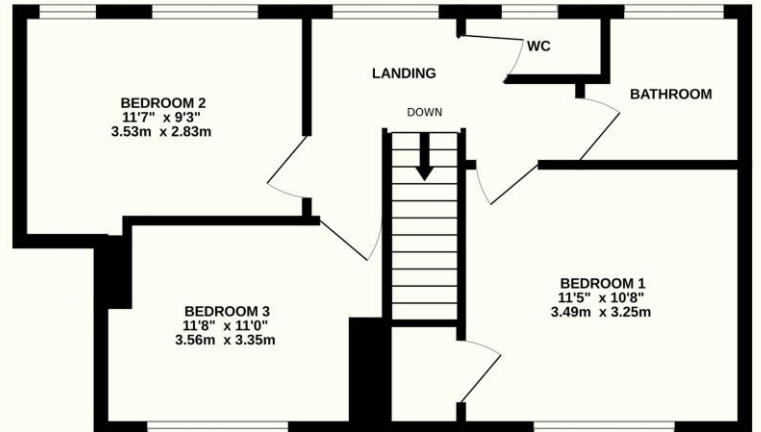 WC
LANDING
BATHROOM
BEDROOM 2
11'7" x 9'3"
3.53m x 2.83m
DOWN
BEDROOM 1
11'5" x 10'8"
3.49m x 3.25m
BEDROOM 3
11'8" x 11'0"
3.56m x 3.35m